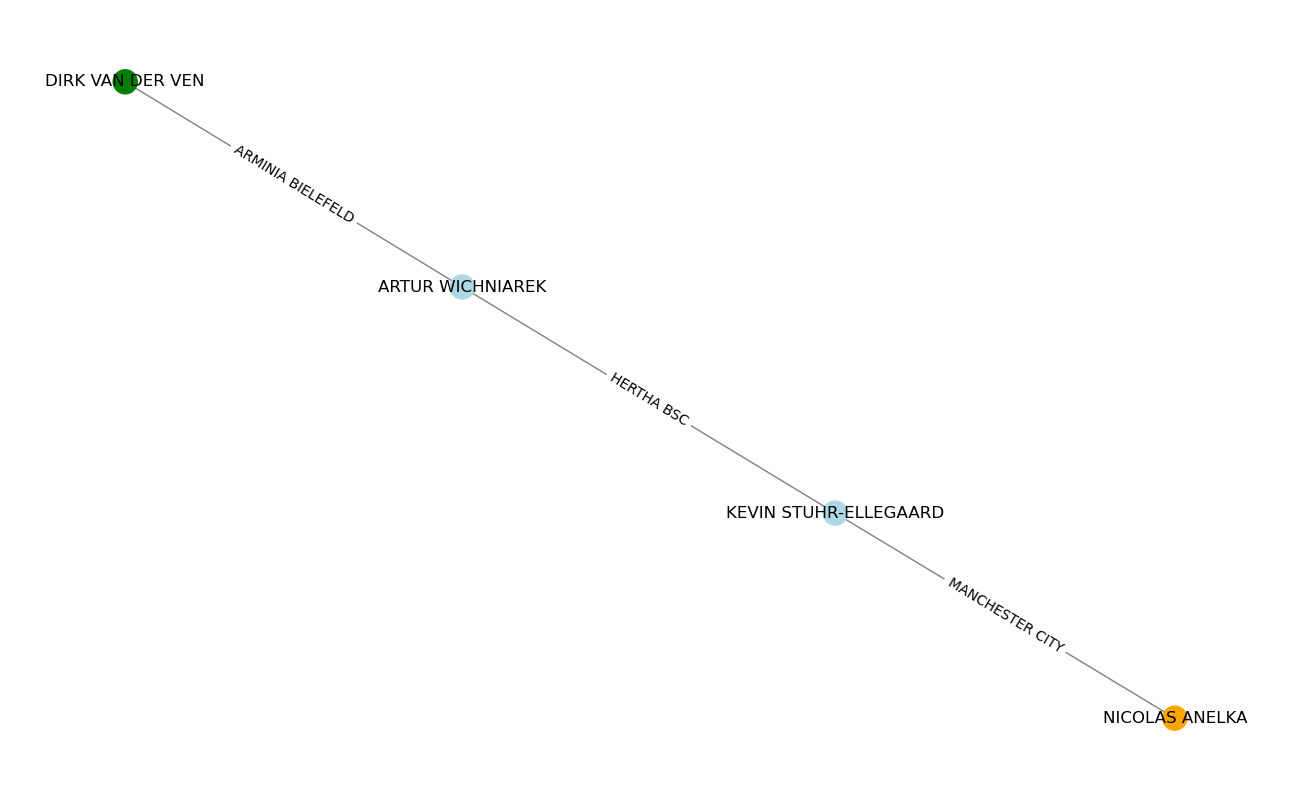 DIRK VAN DER VEN
ARMINIA BIELEFELD
ARTUR WICHNIAREK
HERTHA BSC
KEVIN STUHR-ELLEGAARD
MANCHESTER CITY
NICOLAS ANELKA